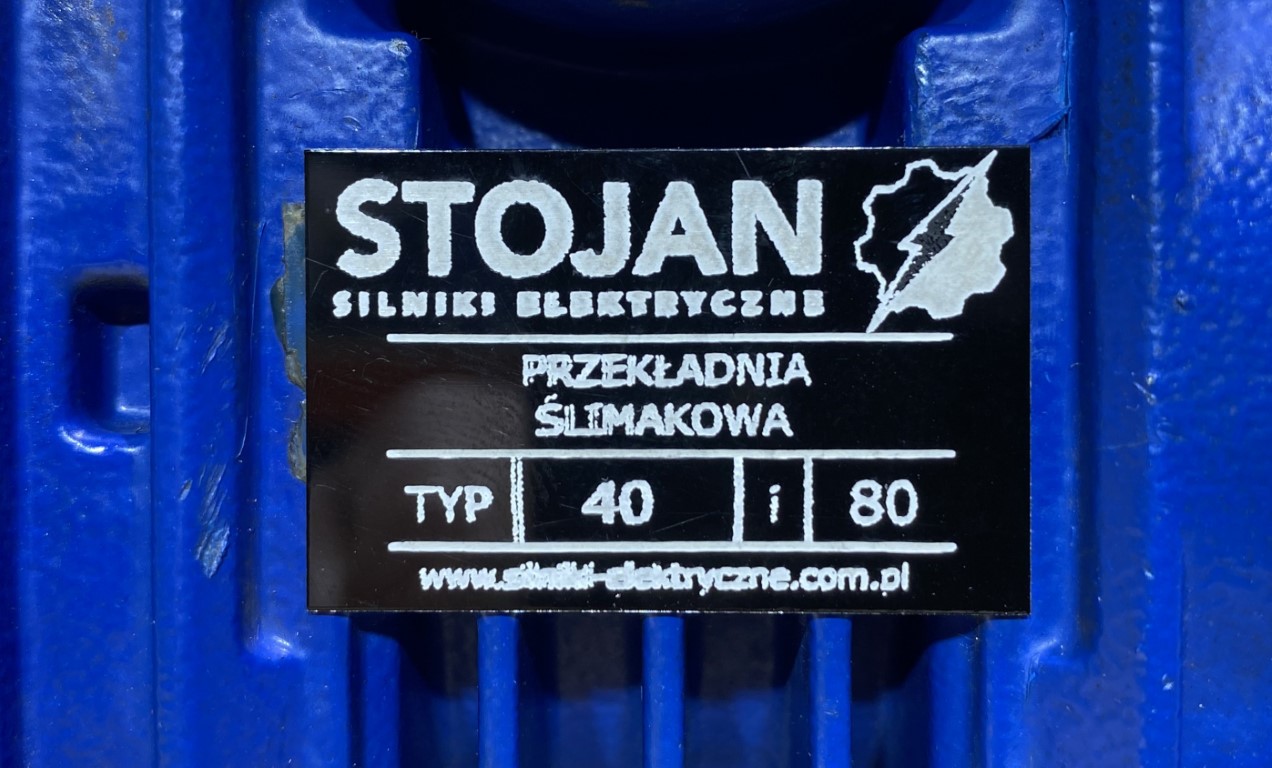 STOJAN
SILNIKI ELEKTRYCZNE
PRZEKŁADNIA
ŚLIMAKOWA
TYP 40 i 80
www.silniki-elektryczne.com.pl